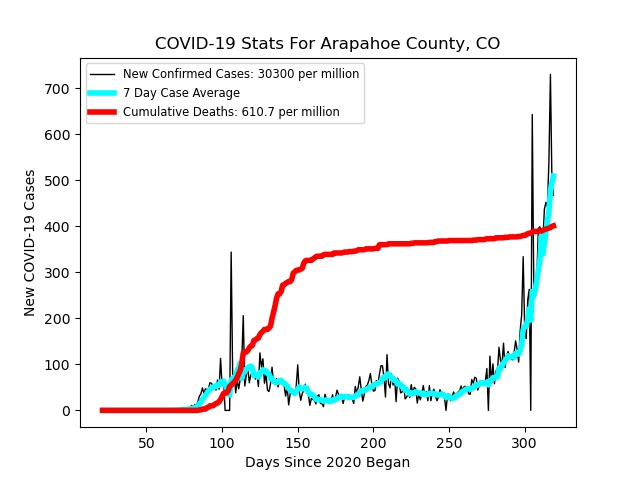 COVID-19 Stats For Arapahoe County, CO
New Confirmed Cases: 30300 per million
7 Day Case Average
Cumulative Deaths: 610.7 per million
New COVID-19 Cases
700
600
500
400
300
200
100
0
50 100 150 200 250 300
Days Since 2020 Began